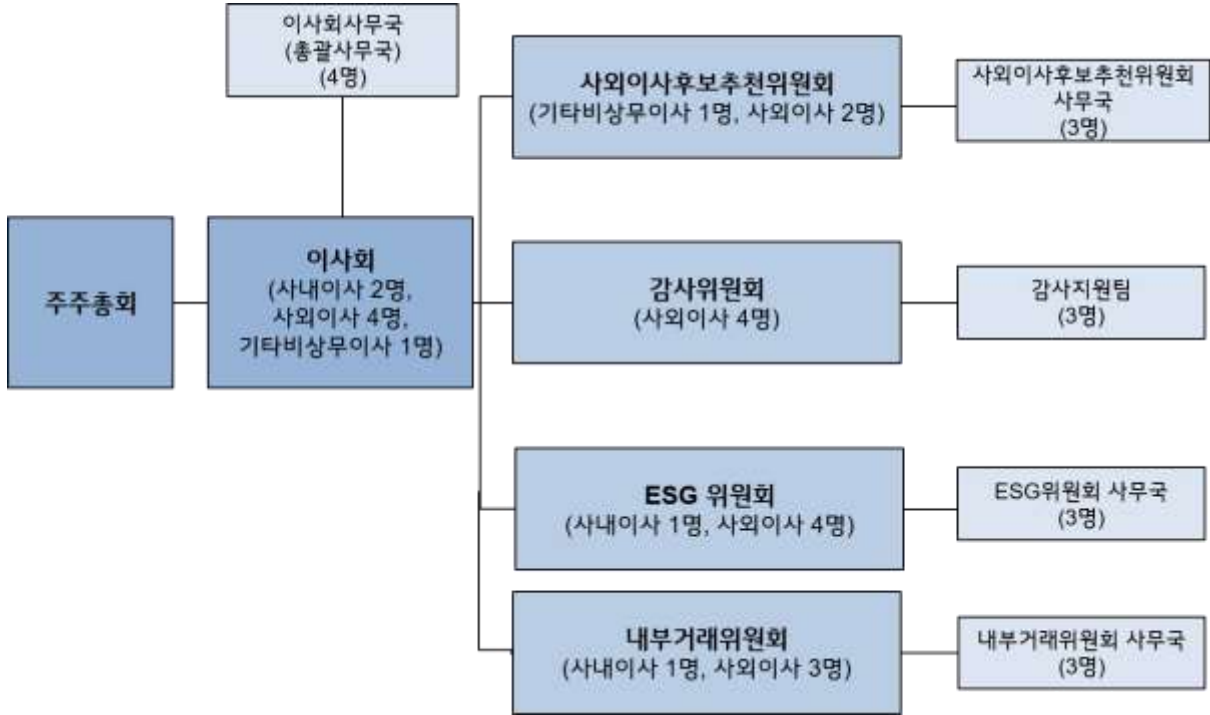 이사회사무국
(총괄사무국)
(4명)
주주총회
이사회
(사내이사 2명,
사외이사 4명,
기타비상무이사 1명)
사외이사후보추천위원회
(기타비상무이사 1명, 사외이사 2명)
사외이사후보추천위원회
사무국
(3명)
감사위원회
(사외이사 4명)
감사지원팀
(3명)
ESG 위원회
(사내이사 1명, 사외이사 4명)
ESG위원회 사무국
(3명)
내부거래위원회
(사내이사 1명, 사외이사 3명)
내부거래위원회 사무국
(3명)